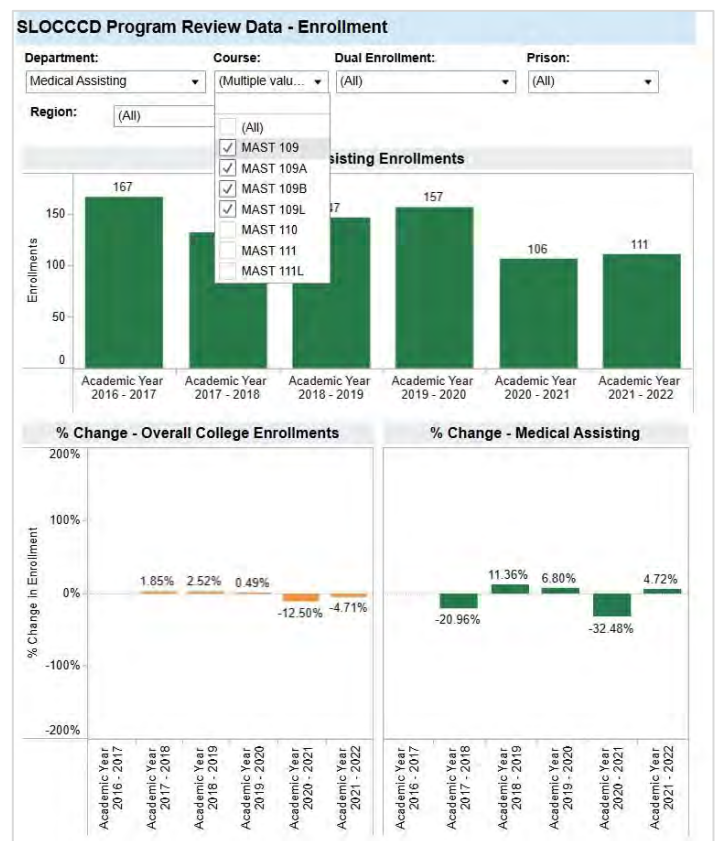 SLOCCCD Program Review Data - Enrollment
Department: Course: Dual Enrollment: Prison:
Medical Assisting (Multiple valu... (All) (All)
Region: (All)
(All)
MAST 109
MAST 109A
MAST 109B
MAST 109L
MAST 110
MAST 111
MAST 111L
Enrollments
167
157
106
111
150
100
50
0
Enrollments
Academic Year 2016 - 2017
Academic Year 2017 - 2018
Academic Year 2018 - 2019
Academic Year 2019 - 2020
Academic Year 2020 - 2021
Academic Year 2021 - 2022
% Change - Overall College Enrollments
% Change - Medical Assisting
200%
100%
0%
-100%
-200%
% Change in Enrollment
1.85% 2.52% 0.49% -12.50% -4.71%
-20.96% 11.36% 6.80% -32.48% 4.72%
Academic Year 2016 - 2017
Academic Year 2017 - 2018
Academic Year 2018 - 2019
Academic Year 2019 - 2020
Academic Year 2020 - 2021
Academic Year 2021 - 2022
Academic Year 2016 - 2017
Academic Year 2017 - 2018
Academic Year 2018 - 2019
Academic Year 2019 - 2020
Academic Year 2020 - 2021
Academic Year 2021 - 2022